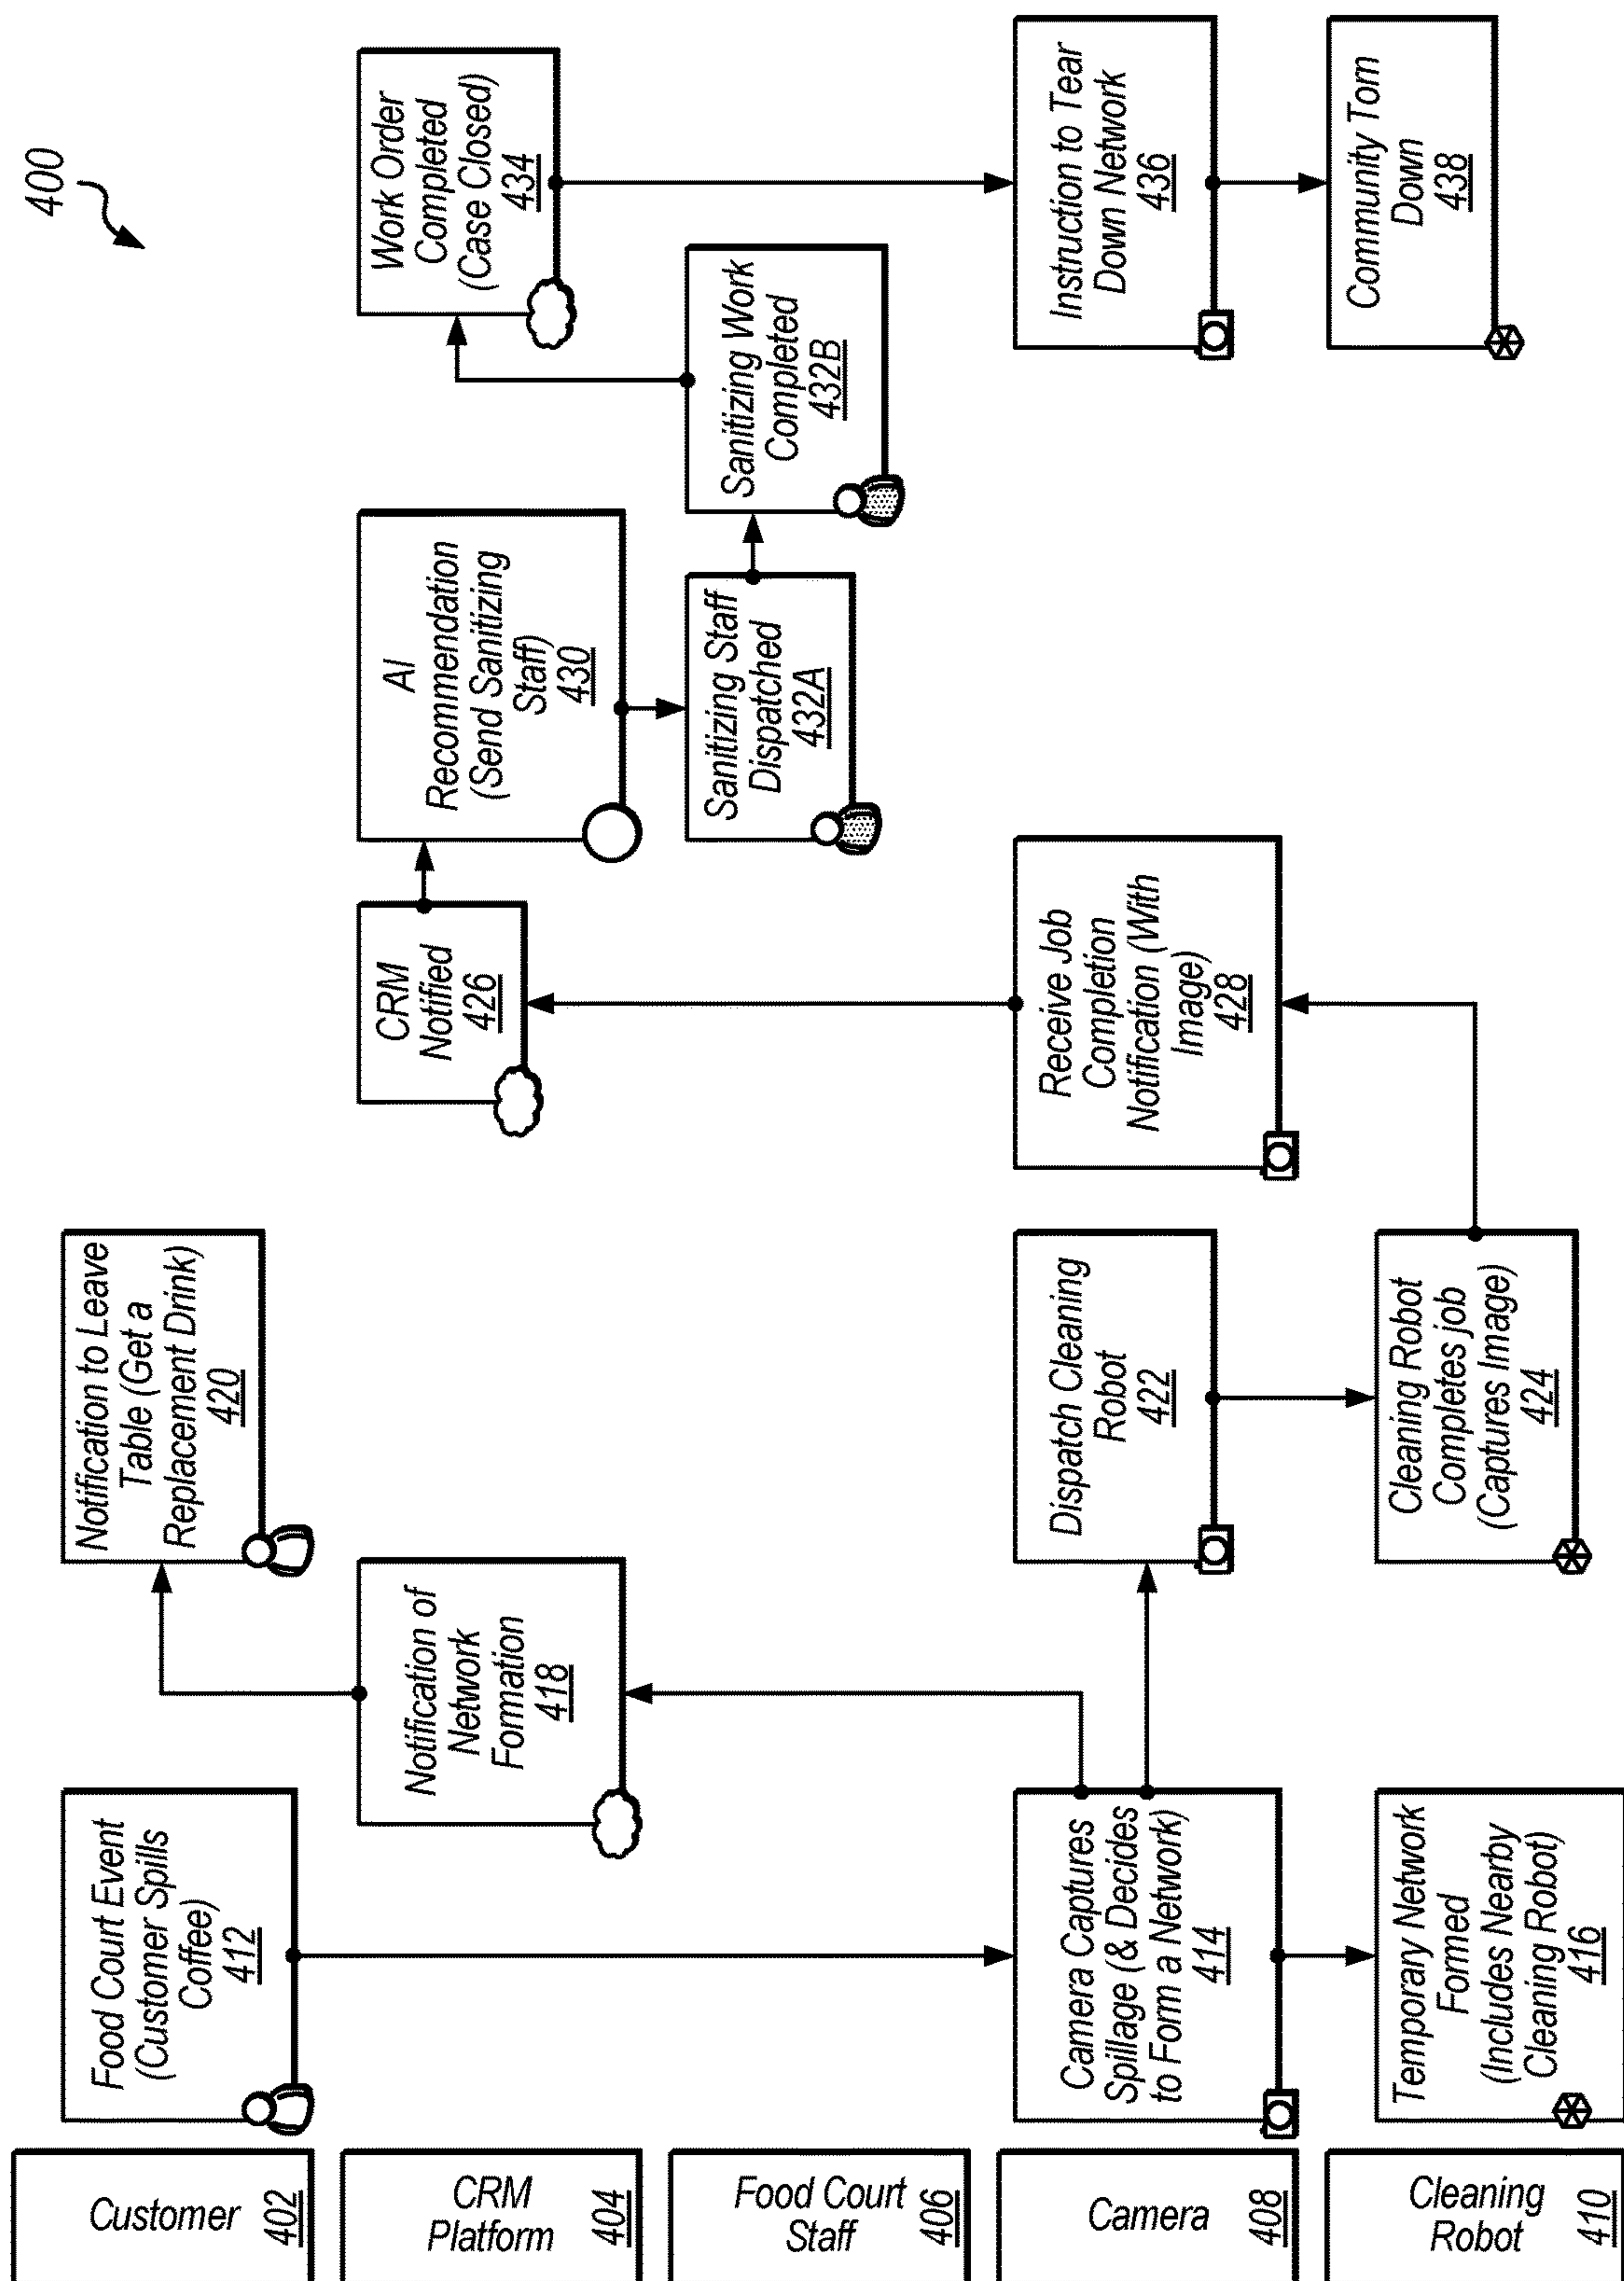 400
Customer
402
CRM
Platform
404
Food Court
Staff
406
Camera
408
Cleaning
Robot
410
Food Court Event
(Customer Spills
Coffee)
412
Notification to Leave
Table (Get a
Replacement Drink)
420
Notification of
Network
Formation
418
CRM
Notified
426
AI
Recommendation
(Send Sanitizing
Staff)
430
Work Order
Completed
(Case Closed)
434
Sanitizing Staff
Dispatched
432A
Sanitizing Work
Completed
432B
Camera Captures
Spillage (& Decides
to Form a Network)
414
Dispatch Cleaning
Robot
422
Receive Job
Completion
Notification (With
Image)
428
Instruction to Tear
Down Network
436
Temporary Network
Formed
(Includes Nearby
Cleaning Robot)
416
Cleaning Robot
Completes job
(Captures Image)
424
Community Torn
Down
438